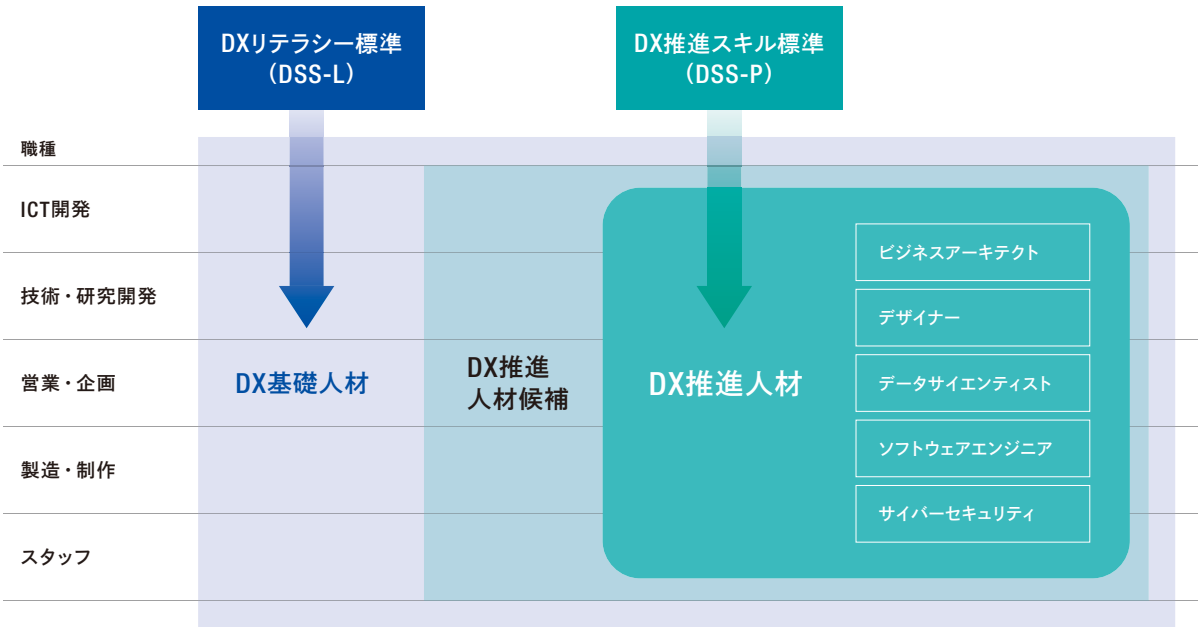 DXリテラシー標準
（DSS-L）
DX推進スキル標準
（DSS-P）
職種
ICT開発
技術・研究開発
営業・企画
製造・制作
スタッフ
DX基礎人材
DX推進
人材候補
DX推進人材
ビジネスアーキテクト
デザイナー
データサイエンティスト
ソフトウェアエンジニア
サイバーセキュリティ